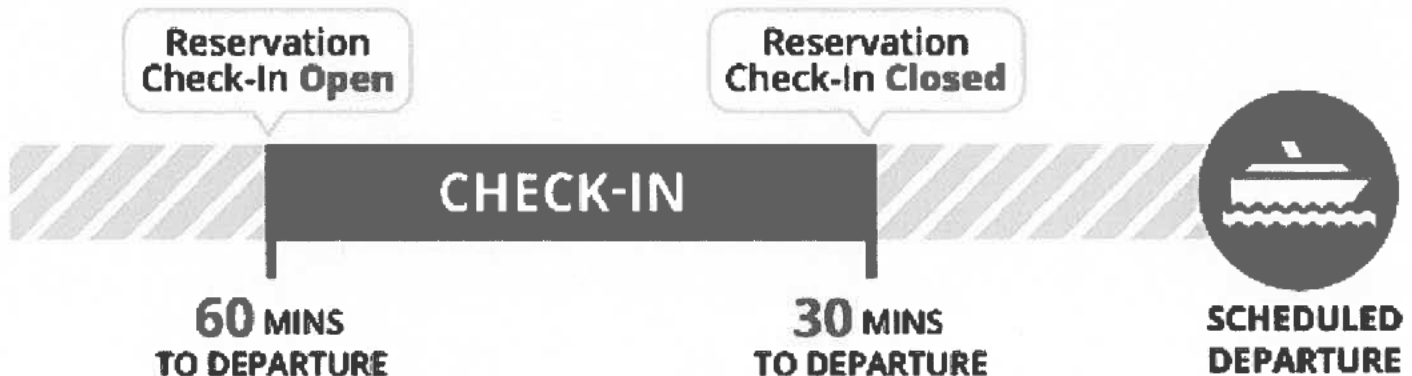 Reservation
Check-In Open
Reservation
Check-In Closed
CHECK-IN
60 MINS
TO DEPARTURE
30 MINS
TO DEPARTURE
SCHEDULED
DEPARTURE